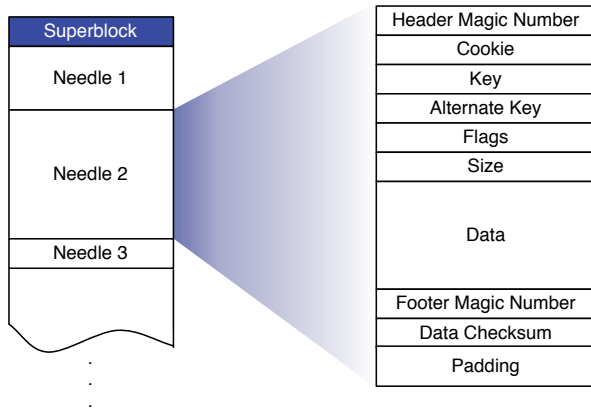 Superblock
Needle 1
Needle 2
Needle 3
Header Magic Number
Cookie
Key
Alternate Key
Flags
Size
Data
Footer Magic Number
Data Checksum
Padding